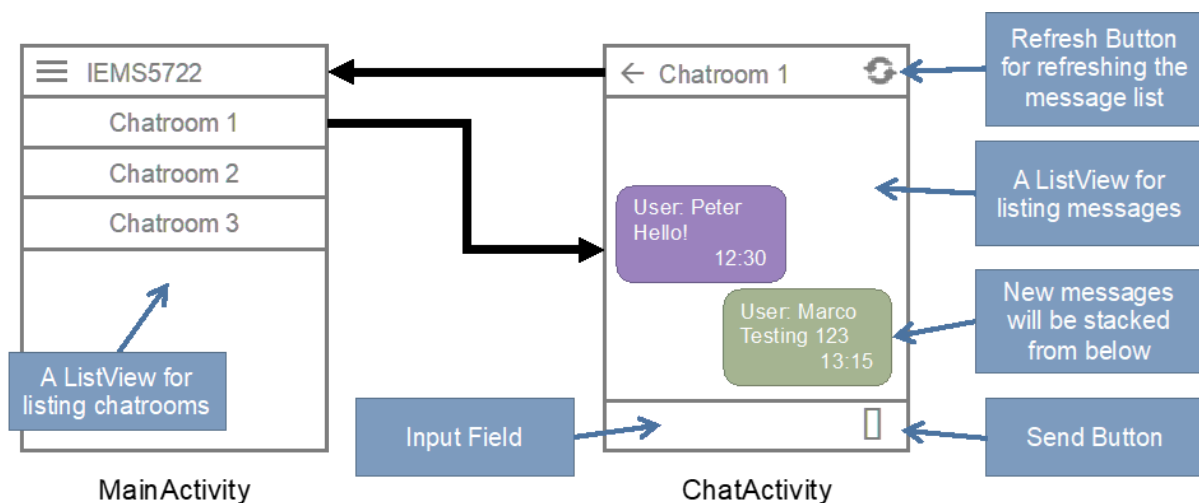 IEMS5722
Chatroom 1
Chatroom 2
Chatroom 3
A ListView for
listing chatrooms
MainActivity
Chatroom 1
User: Peter
Hello!
12:30
User: Marco
Testing 123
13:15
Input Field
ChatActivity
Refresh Button
for refreshing the
message list
A ListView for
listing messages
New messages
will be stacked
from below
Send Button